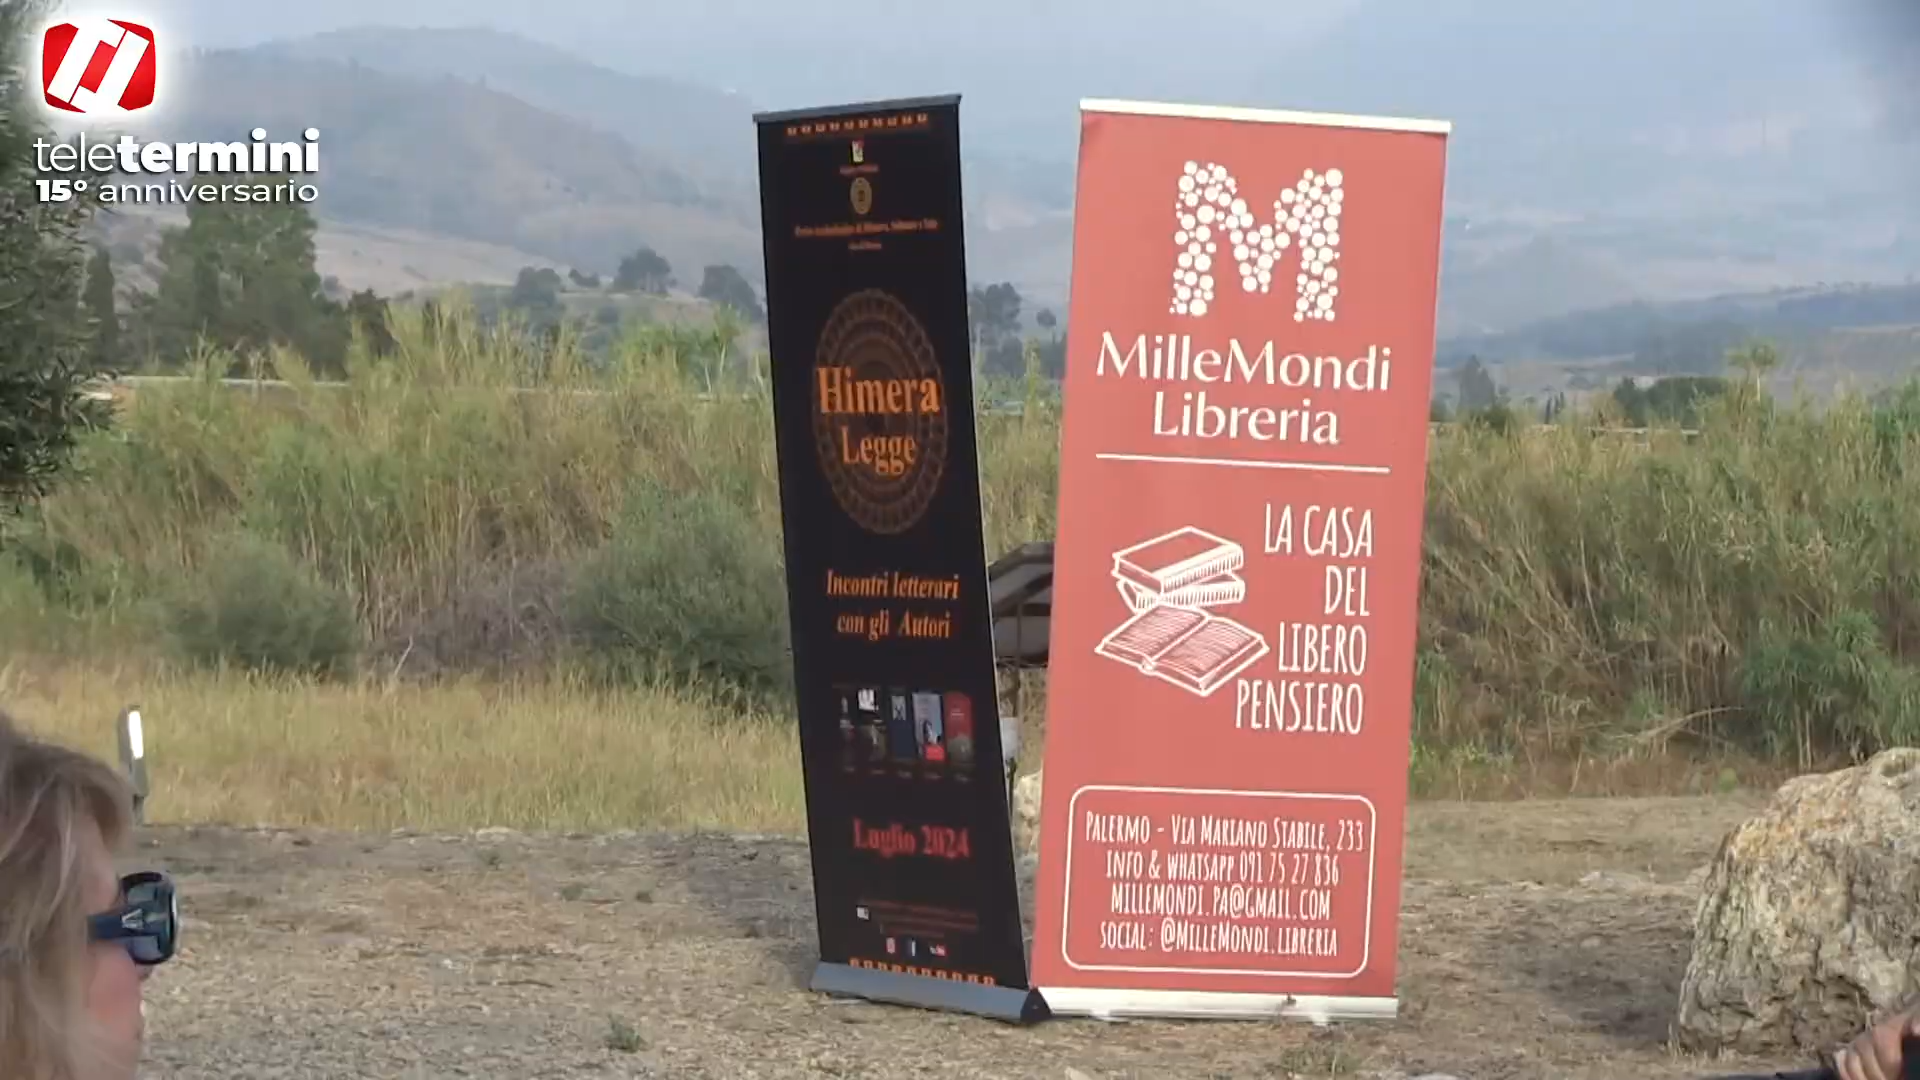 teletermini
15° anniversario
Himera
Legge
Incontri letterari
con gli Autori
Luglio 2024
M
MilleMondi
Libreria
LA CASA
DEL
LIBERO
PENSIERO
PALERMO - VIA MARIANO STABILE, 233
INFO & WHATSAPP 091 75 27 836
MILLEMONDI.PA@GMAIL.COM
SOCIAL: @MILLEMONDI.LIBRERIA